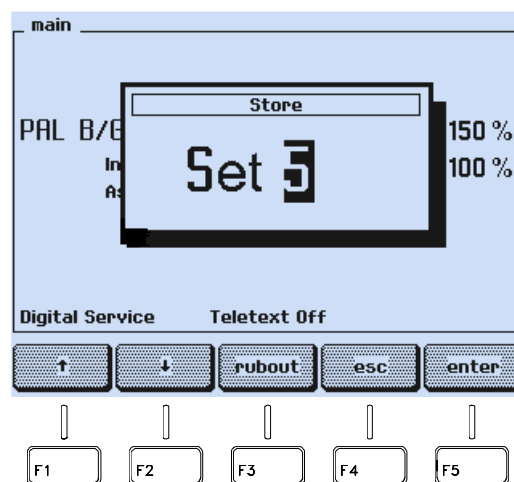 main
Store
PAL B/G 150 %
Set 5
In 100 %
As
Digital Service Teletext Off
↑ ↓ rubout esc enter
F1 F2 F3 F4 F5